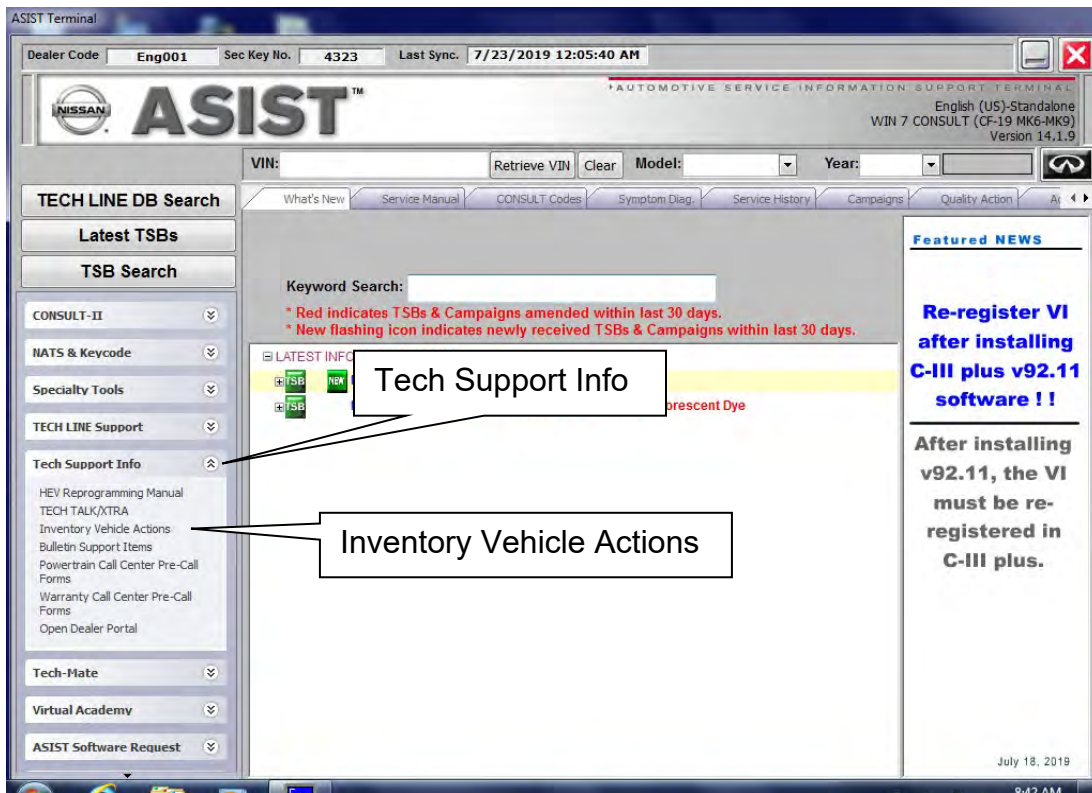 ASIST Terminal
Dealer Code Eng001 Sec Key No. 4323 Last Sync. 7/23/2019 12:05:40 AM
NISSAN ASIST™
AUTOMOTIVE SERVICE INFORMATION SUPPORT TERMINAL
English (US)-Standalone
WIN 7 CONSULT (CF-19 MK6-MK9)
Version 14.1.9
VIN: Retrieve VIN Clear Model: Year:
TECH LINE DB Search
Latest TSBs
TSB Search
CONSULT-II
NATS & Keycode
Specialty Tools
TECH LINE Support
Tech Support Info
HEV Reprogramming Manual
TECH TALK/XTRA
Inventory Vehicle Actions
Bulletin Support Items
Powertrain Call Center Pre-Call
Forms
Warranty Call Center Pre-Call
Forms
Open Dealer Portal
Tech-Mate
Virtual Academy
ASIST Software Request
What's New Service Manual CONSULT Codes Symptom Diag. Service History Campaigns Quality Action
Keyword Search:
* Red indicates TSBs & Campaigns amended within last 30 days.
* New flashing icon indicates newly received TSBs & Campaigns within last 30 days.
LATEST INFO
TSB NEW
TSB orescent Dye
Tech Support Info
Inventory Vehicle Actions
Featured NEWS
Re-register VI
after installing
C-III plus v92.11
software ! !
After installing
v92.11, the VI
must be re-
registered in
C-III plus.
July 18, 2019
8:42 AM